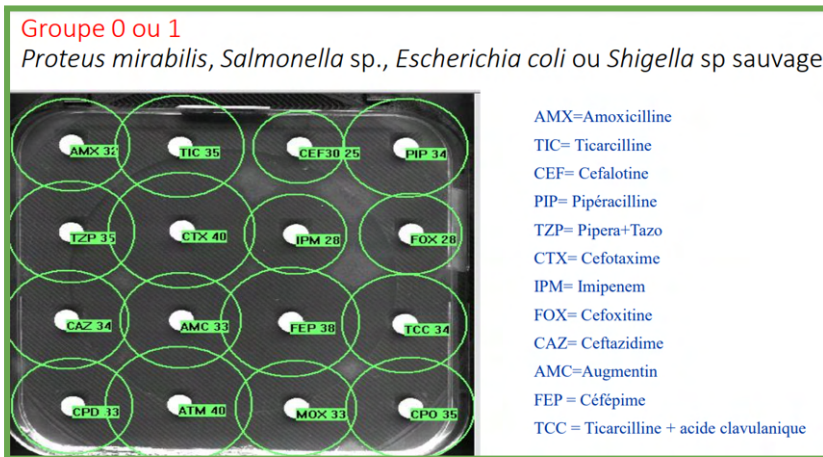 Groupe 0 ou 1
Proteus mirabilis, Salmonella sp., Escherichia coli ou Shigella sp sauvage
AMX 32 TIC 35 CEF30 25 PIP 34
TZP 35 CTX 40 IPM 28 FOX 28
CAZ 34 AMC 33 FEP 38 TCC 34
CPD 33 ATM 40 MOX 33 CPO 35
AMX=Amoxicilline
TIC= Ticarcilline
CEF= Cefalotine
PIP= Pipéracilline
TZP= Pipera+Tazo
CTX= Cefotaxime
IPM= Imipenem
FOX= Cefoxitine
CAZ= Ceftazidime
AMC=Augmentin
FEP = Céfépime
TCC = Ticarcilline + acide clavulanique